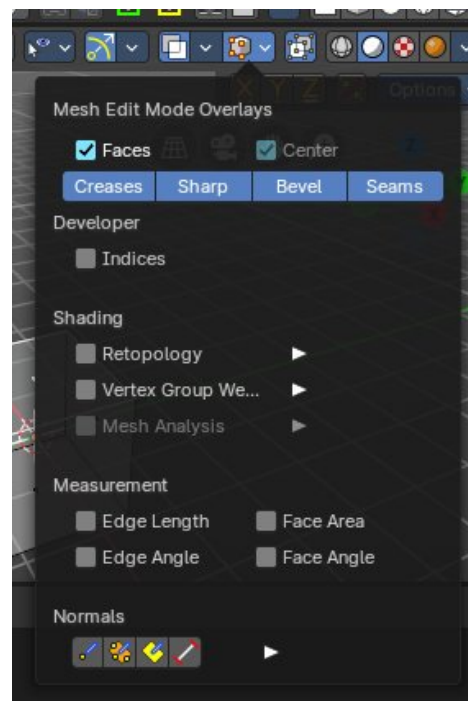 X Y Z Options
Mesh Edit Mode Overlays
Faces Center
Creases Sharp Bevel Seams
Developer
Indices
Shading
Retopology
Vertex Group We...
Mesh Analysis
Measurement
Edge Length Face Area
Edge Angle Face Angle
Normals